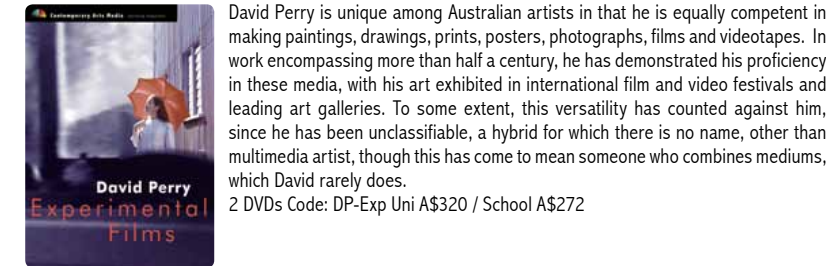 Contemporary Arts Media
David Perry
Experimental
Films
David Perry is unique among Australian artists in that he is equally competent in
making paintings, drawings, prints, posters, photographs, films and videotapes. In
work encompassing more than half a century, he has demonstrated his proficiency
in these media, with his art exhibited in international film and video festivals and
leading art galleries. To some extent, this versatility has counted against him,
since he has been unclassifiable, a hybrid for which there is no name, other than
multimedia artist, though this has come to mean someone who combines mediums,
which David rarely does.
2 DVDs Code: DP-Exp Uni A$320 / School A$272